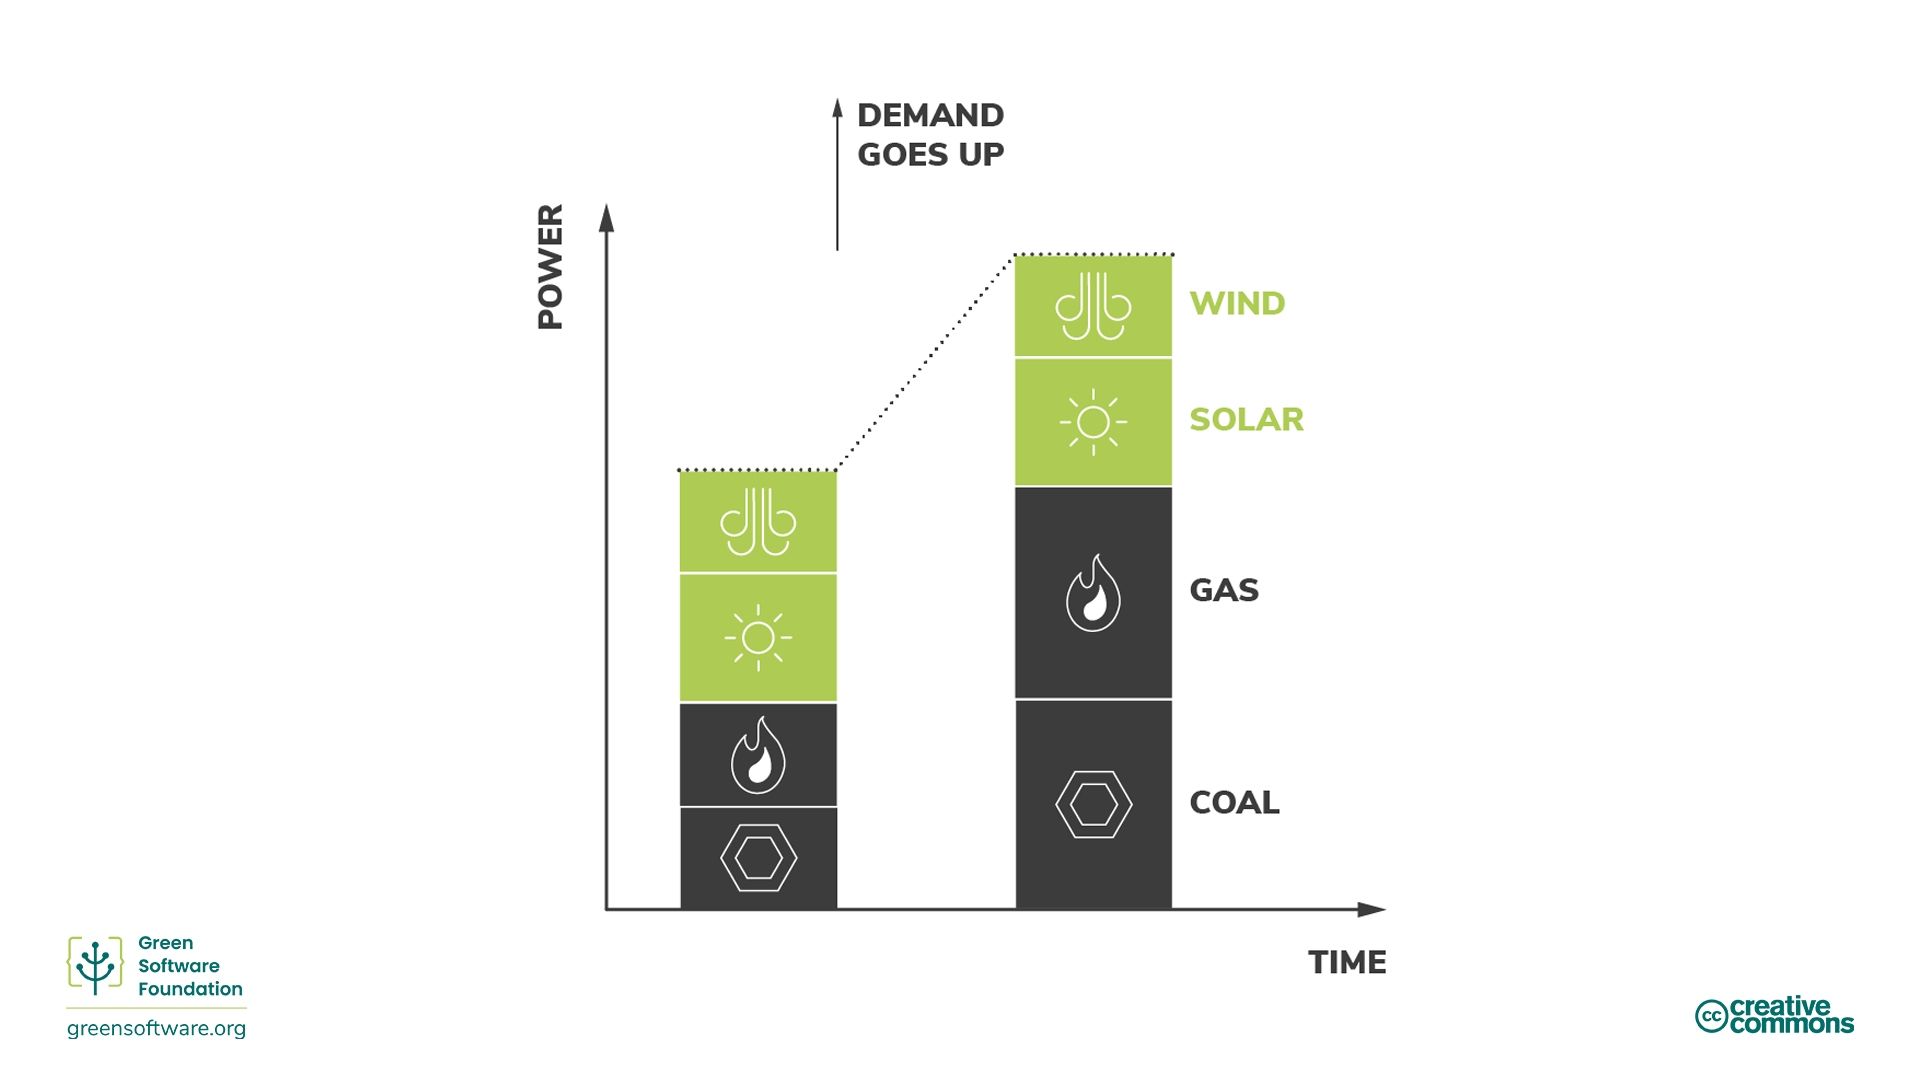 DEMAND
GOES UP
POWER
WIND
SOLAR
GAS
COAL
TIME
Green
Software
Foundation
greensoftware.org
cc creative
commons